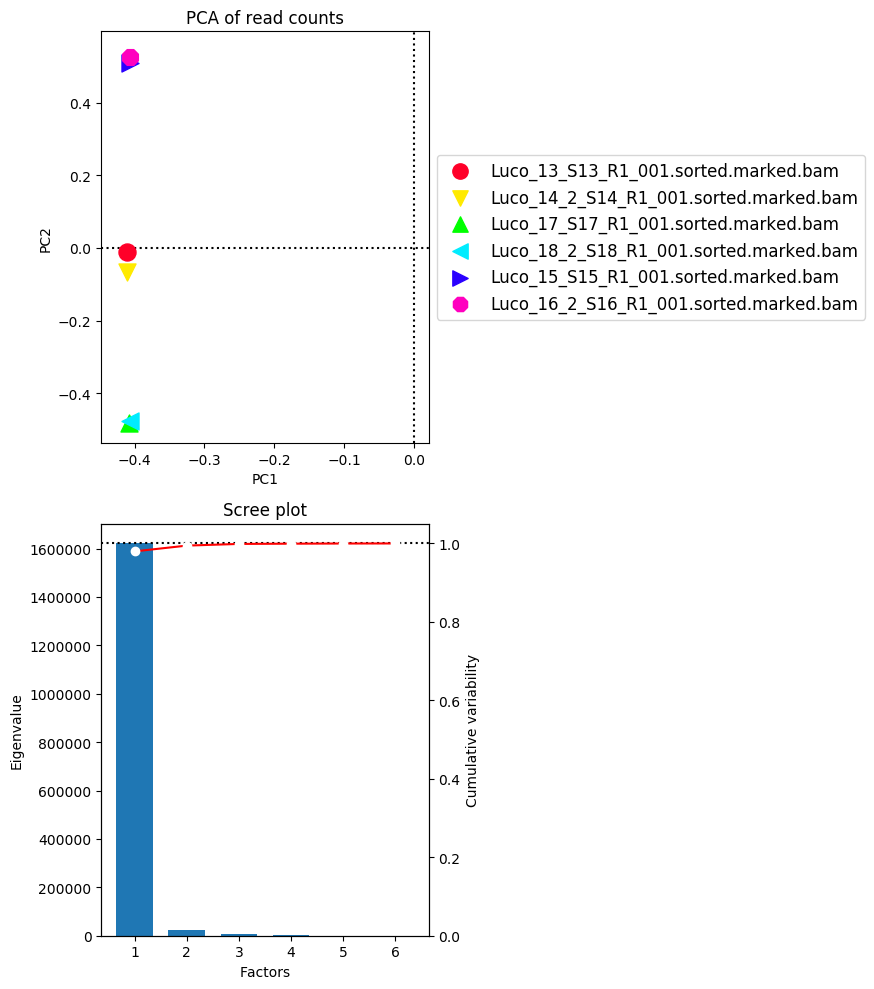 PCA of read counts
0.4
0.2
0.0
−0.2
−0.4
PC2
−0.4
−0.3
−0.2
−0.1
0.0
PC1
Luco_13_S13_R1_001.sorted.marked.bam
Luco_14_2_S14_R1_001.sorted.marked.bam
Luco_17_S17_R1_001.sorted.marked.bam
Luco_18_2_S18_R1_001.sorted.marked.bam
Luco_15_S15_R1_001.sorted.marked.bam
Luco_16_2_S16_R1_001.sorted.marked.bam
Scree plot
1600000
1400000
1200000
1000000
800000
600000
400000
200000
0
Eigenvalue
1
2
3
4
5
6
Factors
1.0
0.8
0.6
0.4
0.2
0.0
Cumulative variability